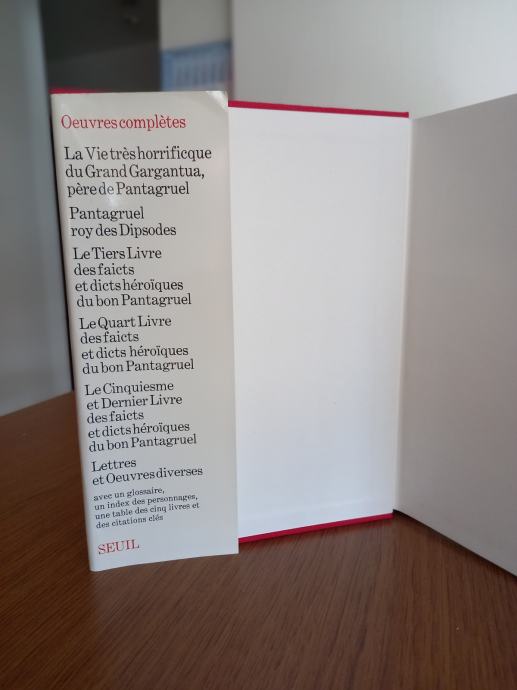 Oeuvres complètes
La Vie très horrificque
du Grand Gargantua,
père de Pantagruel
Pantagruel
roy des Dipsodes
Le Tiers Livre
des faicts
et dicts héroïques
du bon Pantagruel
Le Quart Livre
des faicts
et dicts héroïques
du bon Pantagruel
Le Cinquiesme
et Dernier Livre
des faicts
et dicts héroïques
du bon Pantagruel
Lettres
et Oeuvres diverses
avec un glossaire,
un index des personnages,
une table des cinq livres et
des citations clés
SEUIL